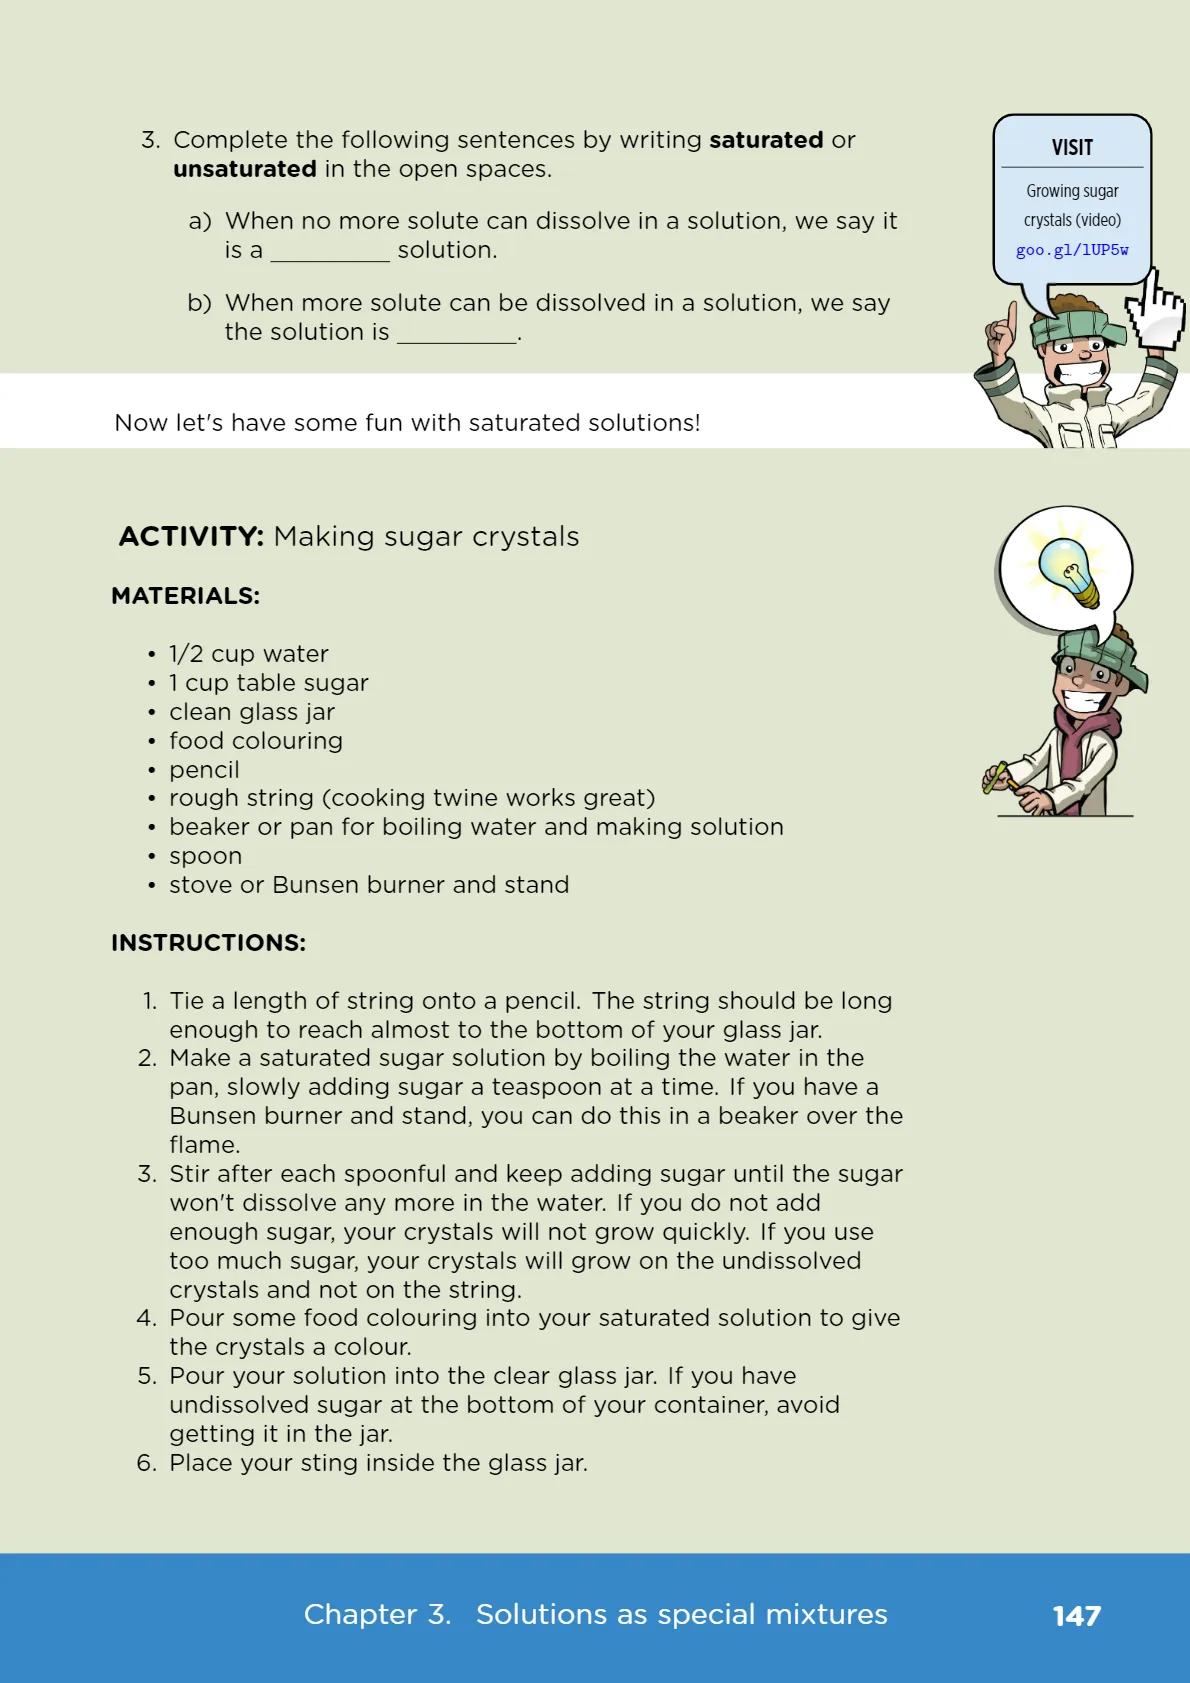 3. Complete the following sentences by writing saturated or
unsaturated in the open spaces.
a) When no more solute can dissolve in a solution, we say it
is a _________ solution.
b) When more solute can be dissolved in a solution, we say
the solution is _________.
VISIT
Growing sugar
crystals (video)
goo.gl/lUP5w
Now let's have some fun with saturated solutions!
ACTIVITY: Making sugar crystals
MATERIALS:
• 1/2 cup water
• 1 cup table sugar
• clean glass jar
• food colouring
• pencil
• rough string (cooking twine works great)
• beaker or pan for boiling water and making solution
• spoon
• stove or Bunsen burner and stand
INSTRUCTIONS:
1. Tie a length of string onto a pencil. The string should be long
enough to reach almost to the bottom of your glass jar.
2. Make a saturated sugar solution by boiling the water in the
pan, slowly adding sugar a teaspoon at a time. If you have a
Bunsen burner and stand, you can do this in a beaker over the
flame.
3. Stir after each spoonful and keep adding sugar until the sugar
won't dissolve any more in the water. If you do not add
enough sugar, your crystals will not grow quickly. If you use
too much sugar, your crystals will grow on the undissolved
crystals and not on the string.
4. Pour some food colouring into your saturated solution to give
the crystals a colour.
5. Pour your solution into the clear glass jar. If you have
undissolved sugar at the bottom of your container, avoid
getting it in the jar.
6. Place your sting inside the glass jar.
Chapter 3. Solutions as special mixtures 147